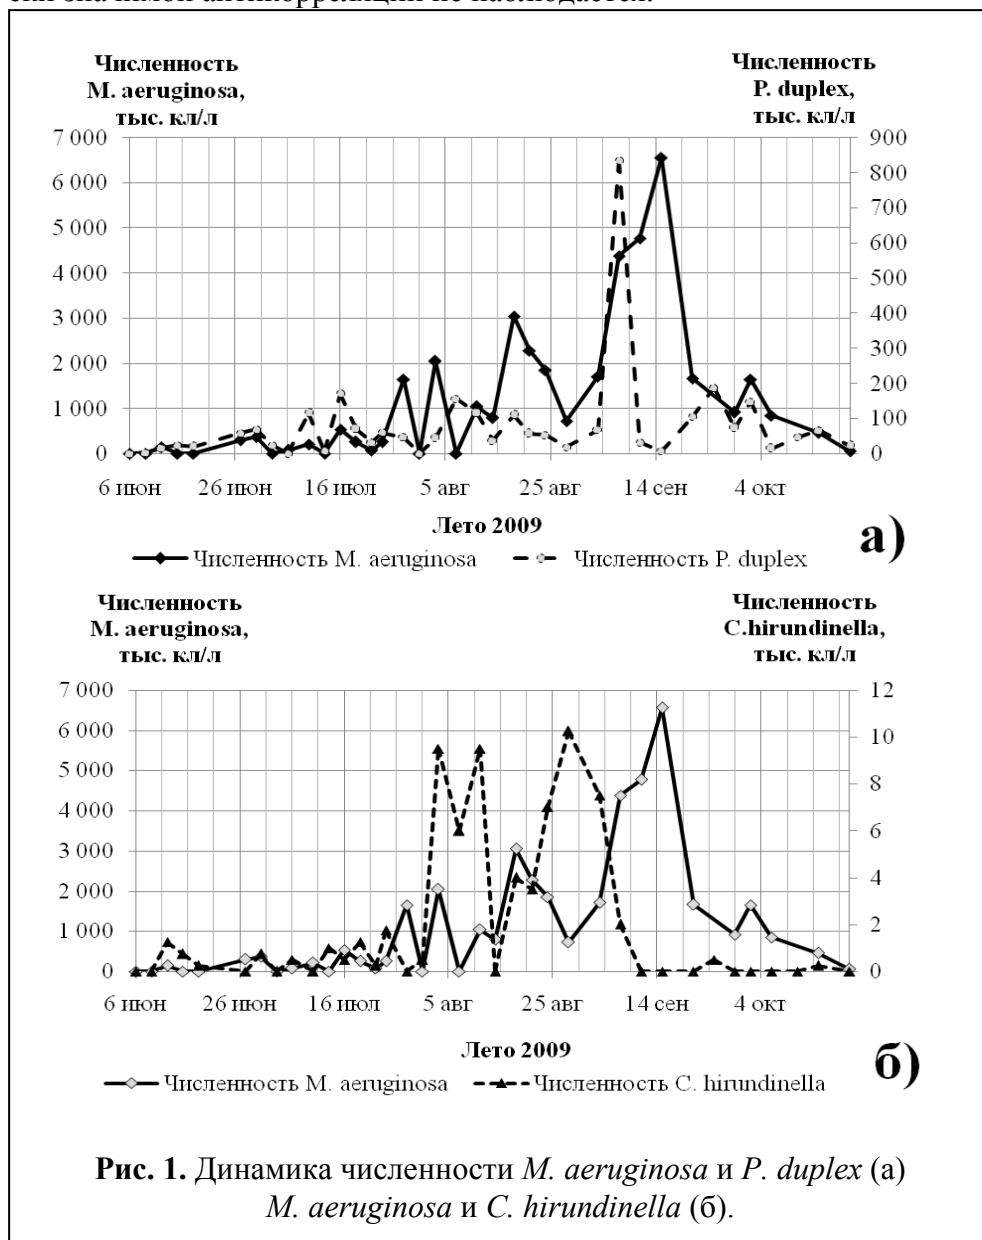 ски значимой антикорреляции не наблюдается.
Численность
M. aeruginosa,
тыс. кл/л
Численность
P. duplex,
тыс. кл/л
7 000
6 000
5 000
4 000
3 000
2 000
1 000
0
900
800
700
600
500
400
300
200
100
0
6 июн 26 июн 16 июл 5 авг 25 авг 14 сен 4 окт
Лето 2009
а)
Численность M. aeruginosa Численность P. duplex
Численность
M. aeruginosa,
тыс. кл/л
Численность
C.hirundinella,
тыс. кл/л
7 000
6 000
5 000
4 000
3 000
2 000
1 000
0
12
10
8
6
4
2
0
6 июн 26 июн 16 июл 5 авг 25 авг 14 сен 4 окт
Лето 2009
б)
Численность M. aeruginosa Численность C. hirundinella
Рис. 1. Динамика численности M. aeruginosa и P. duplex (а)
M. aeruginosa и C. hirundinella (б).